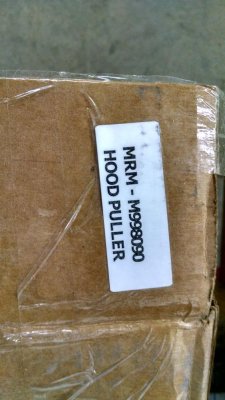 MRM - M998090
HOOD PULLER